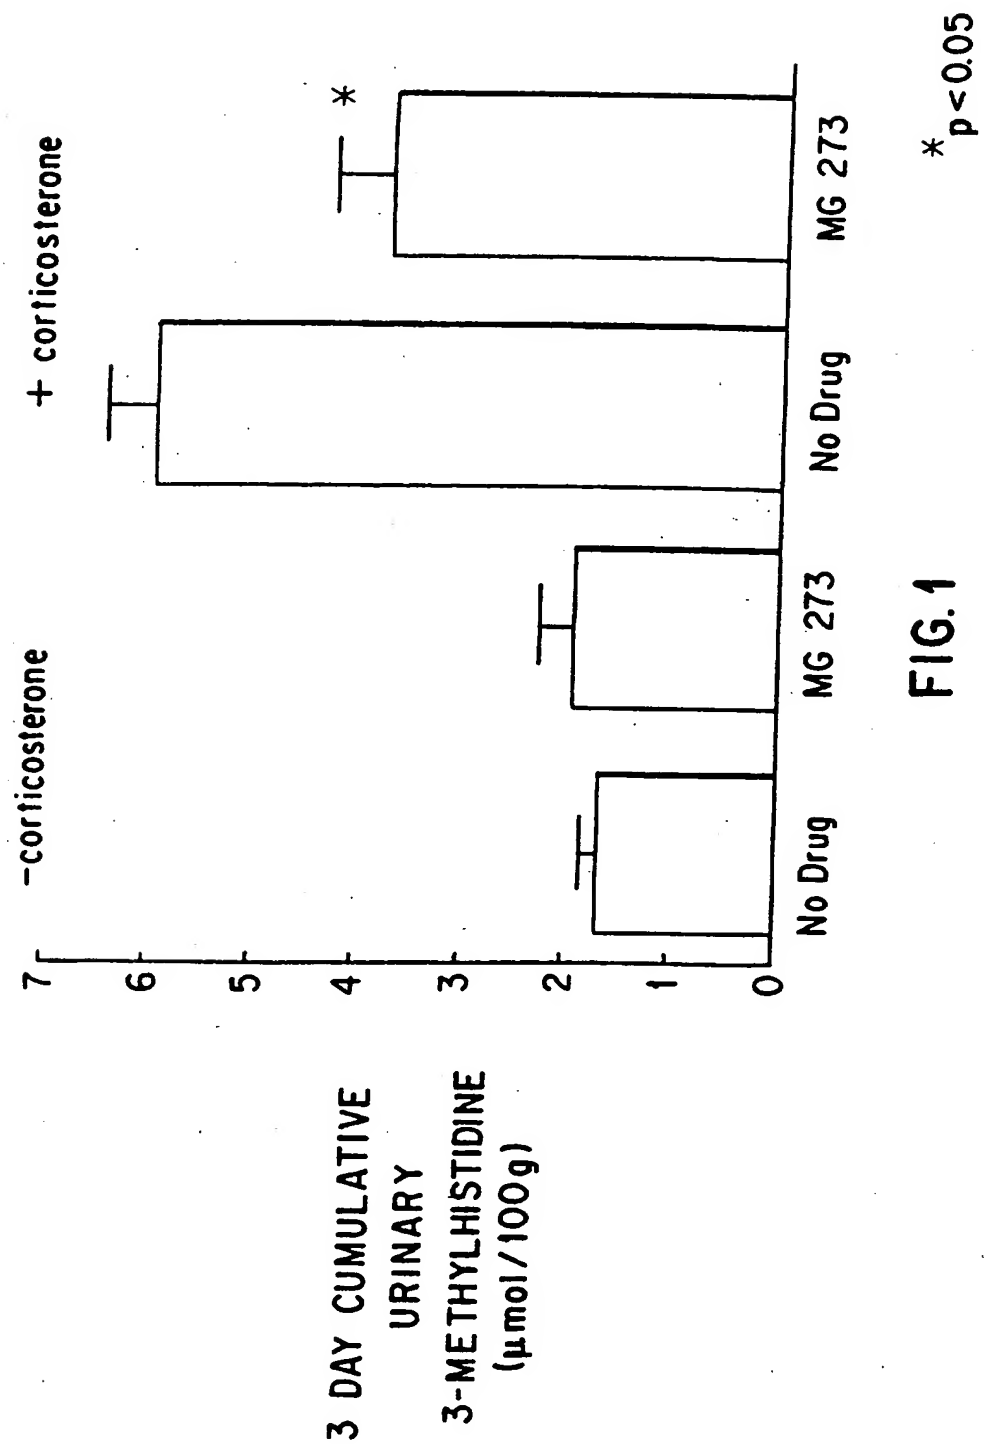 3 DAY CUMULATIVE
URINARY
3-METHYLHISTIDINE
(μmol/100g)
-corticosterone
+ corticosterone
7
6
5
4
3
2
1
0
*
No Drug
MG 273
No Drug
MG 273
* p<0.05
FIG. 1